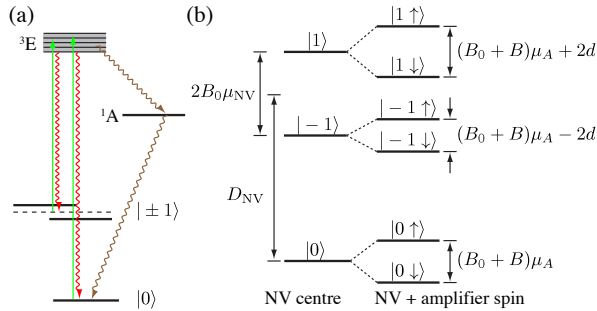 (a)
³E
¹A
| ± 1⟩
|0⟩
(b)
|1⟩
|1 ↑⟩
|1 ↓⟩
(B₀ + B)μ_A + 2d
2B₀μ_NV
|−1⟩
|−1 ↑⟩
|−1 ↓⟩
(B₀ + B)μ_A − 2d
D_NV
|0⟩
|0 ↑⟩
|0 ↓⟩
(B₀ + B)μ_A
NV centre
NV + amplifier spin